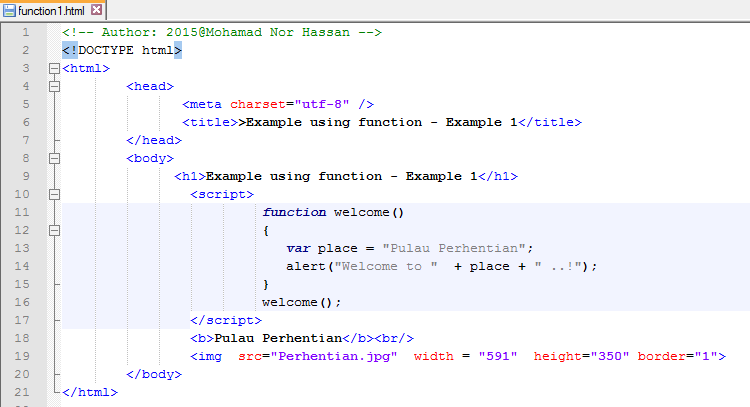 function1.html
1 <!-- Author: 2015@Mohamad Nor Hassan -->
2 <!DOCTYPE html>
3 <html>
4 <head>
5 <meta charset="utf-8" />
6 <title>>Example using function - Example 1</title>
7 </head>
8 <body>
9 <h1>Example using function - Example 1</h1>
10 <script>
11 function welcome()
12 {
13 var place = "Pulau Perhentian";
14 alert("Welcome to "  + place + " ..!");
15 }
16 welcome();
17 </script>
18 <b>Pulau Perhentian</b><br/>
19 <img  src="Perhentian.jpg"  width = "591"  height="350" border="1">
20 </body>
21 </html>